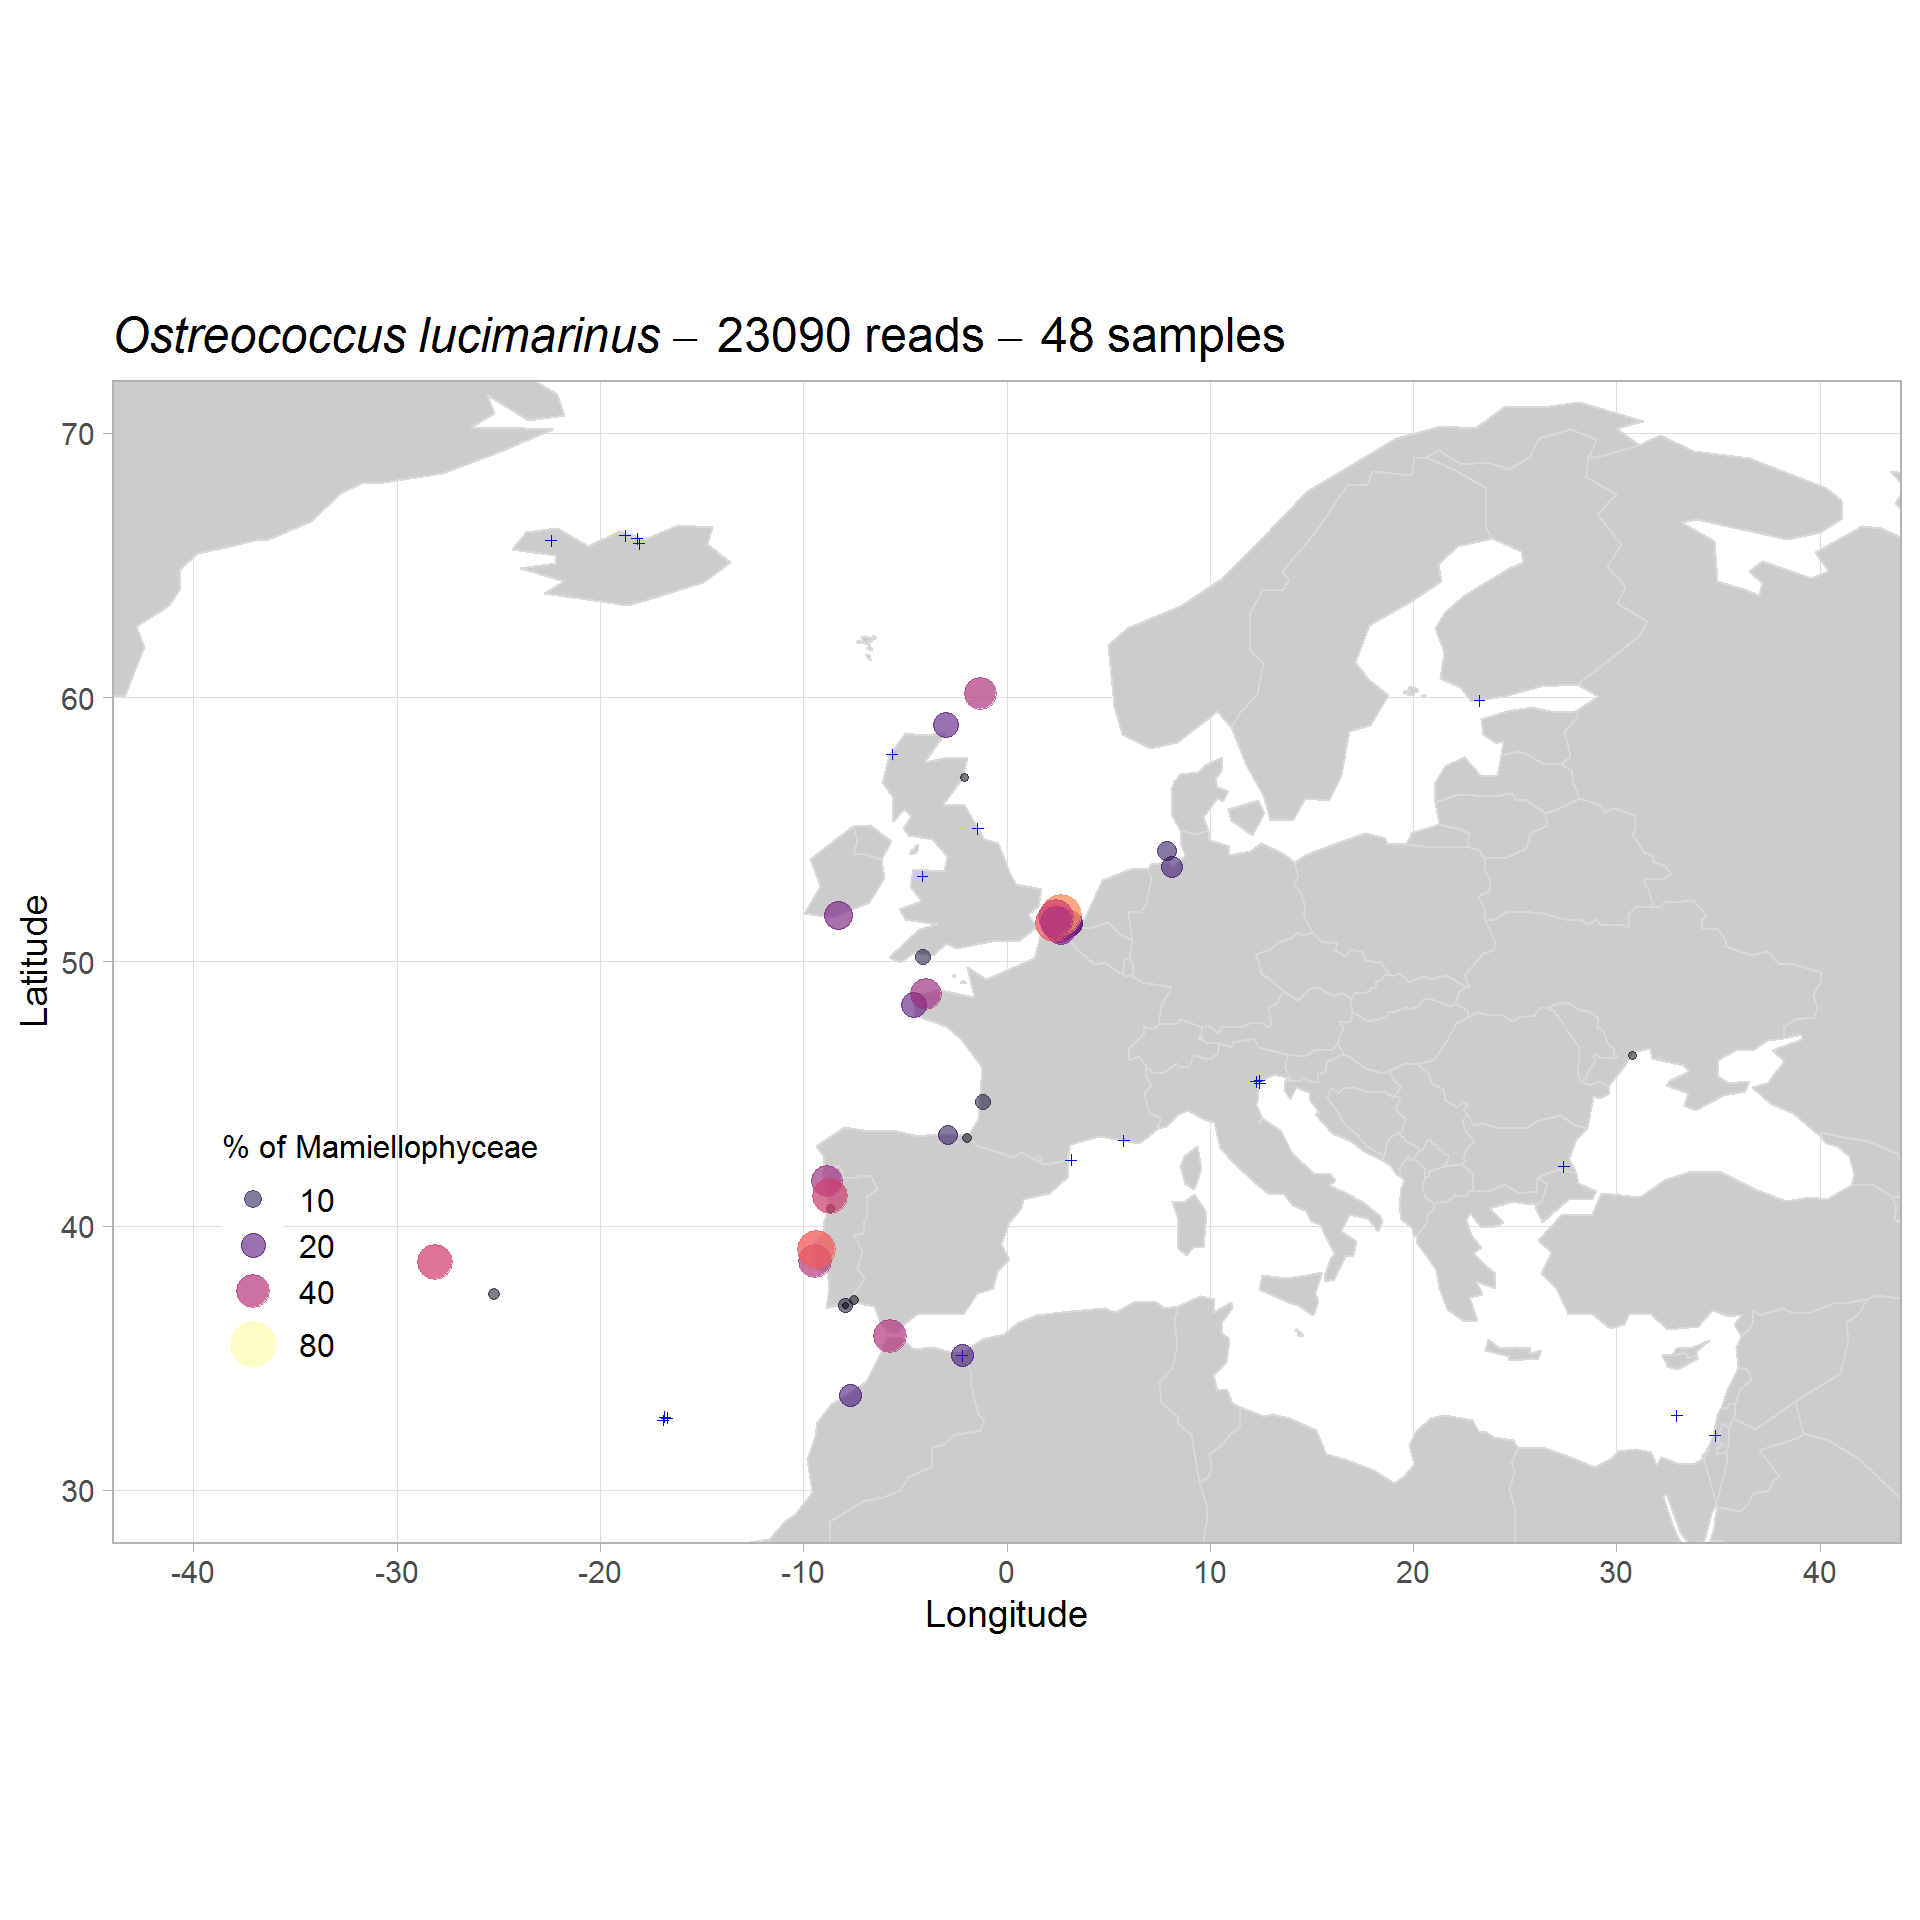 Ostreococcus lucimarinus – 23090 reads – 48 samples
70
60
50
40
30
Latitude
% of Mamiellophyceae
10
20
40
80
-40 -30 -20 -10 0 10 20 30 40
Longitude